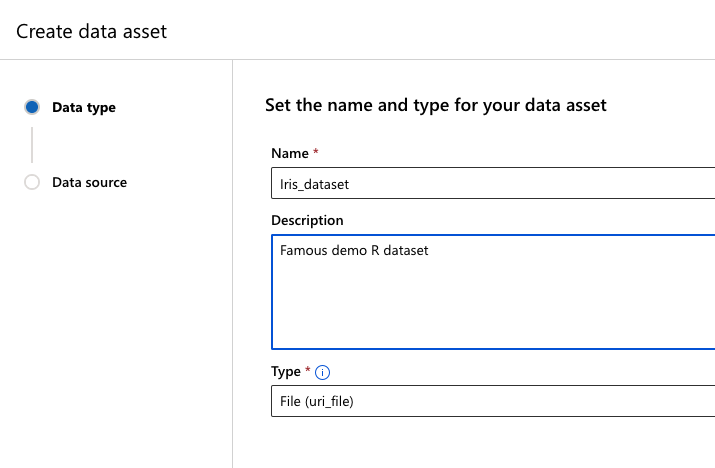 Create data asset
Data type
Data source
Set the name and type for your data asset
Name *
Iris_dataset
Description
Famous demo R dataset
Type * i
File (uri_file)